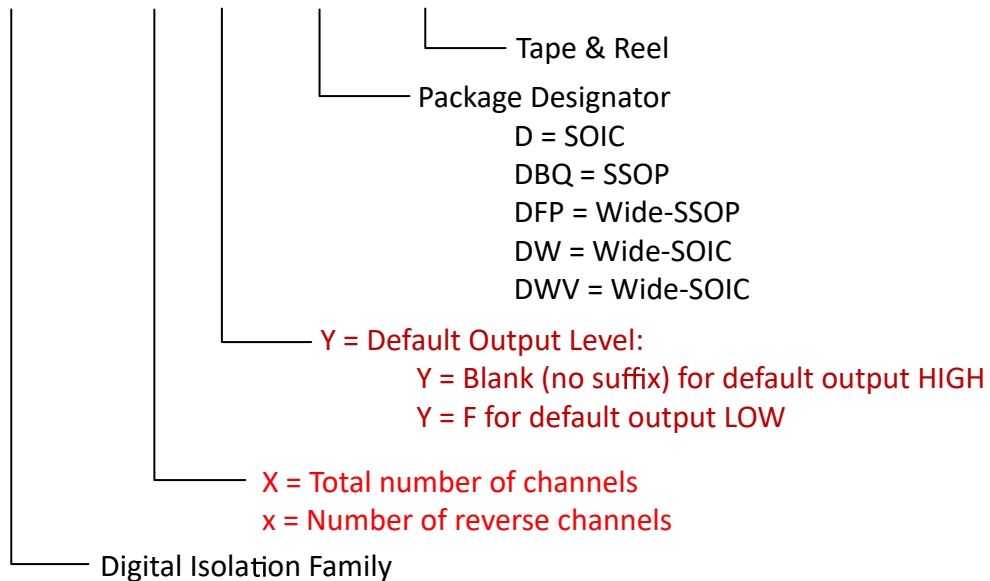 Tape & Reel
Package Designator
D = SOIC
DBQ = SSOP
DFP = Wide-SSOP
DW = Wide-SOIC
DWV = Wide-SOIC
Y = Default Output Level:
Y = Blank (no suffix) for default output HIGH
Y = F for default output LOW
X = Total number of channels
x = Number of reverse channels
Digital Isolation Family